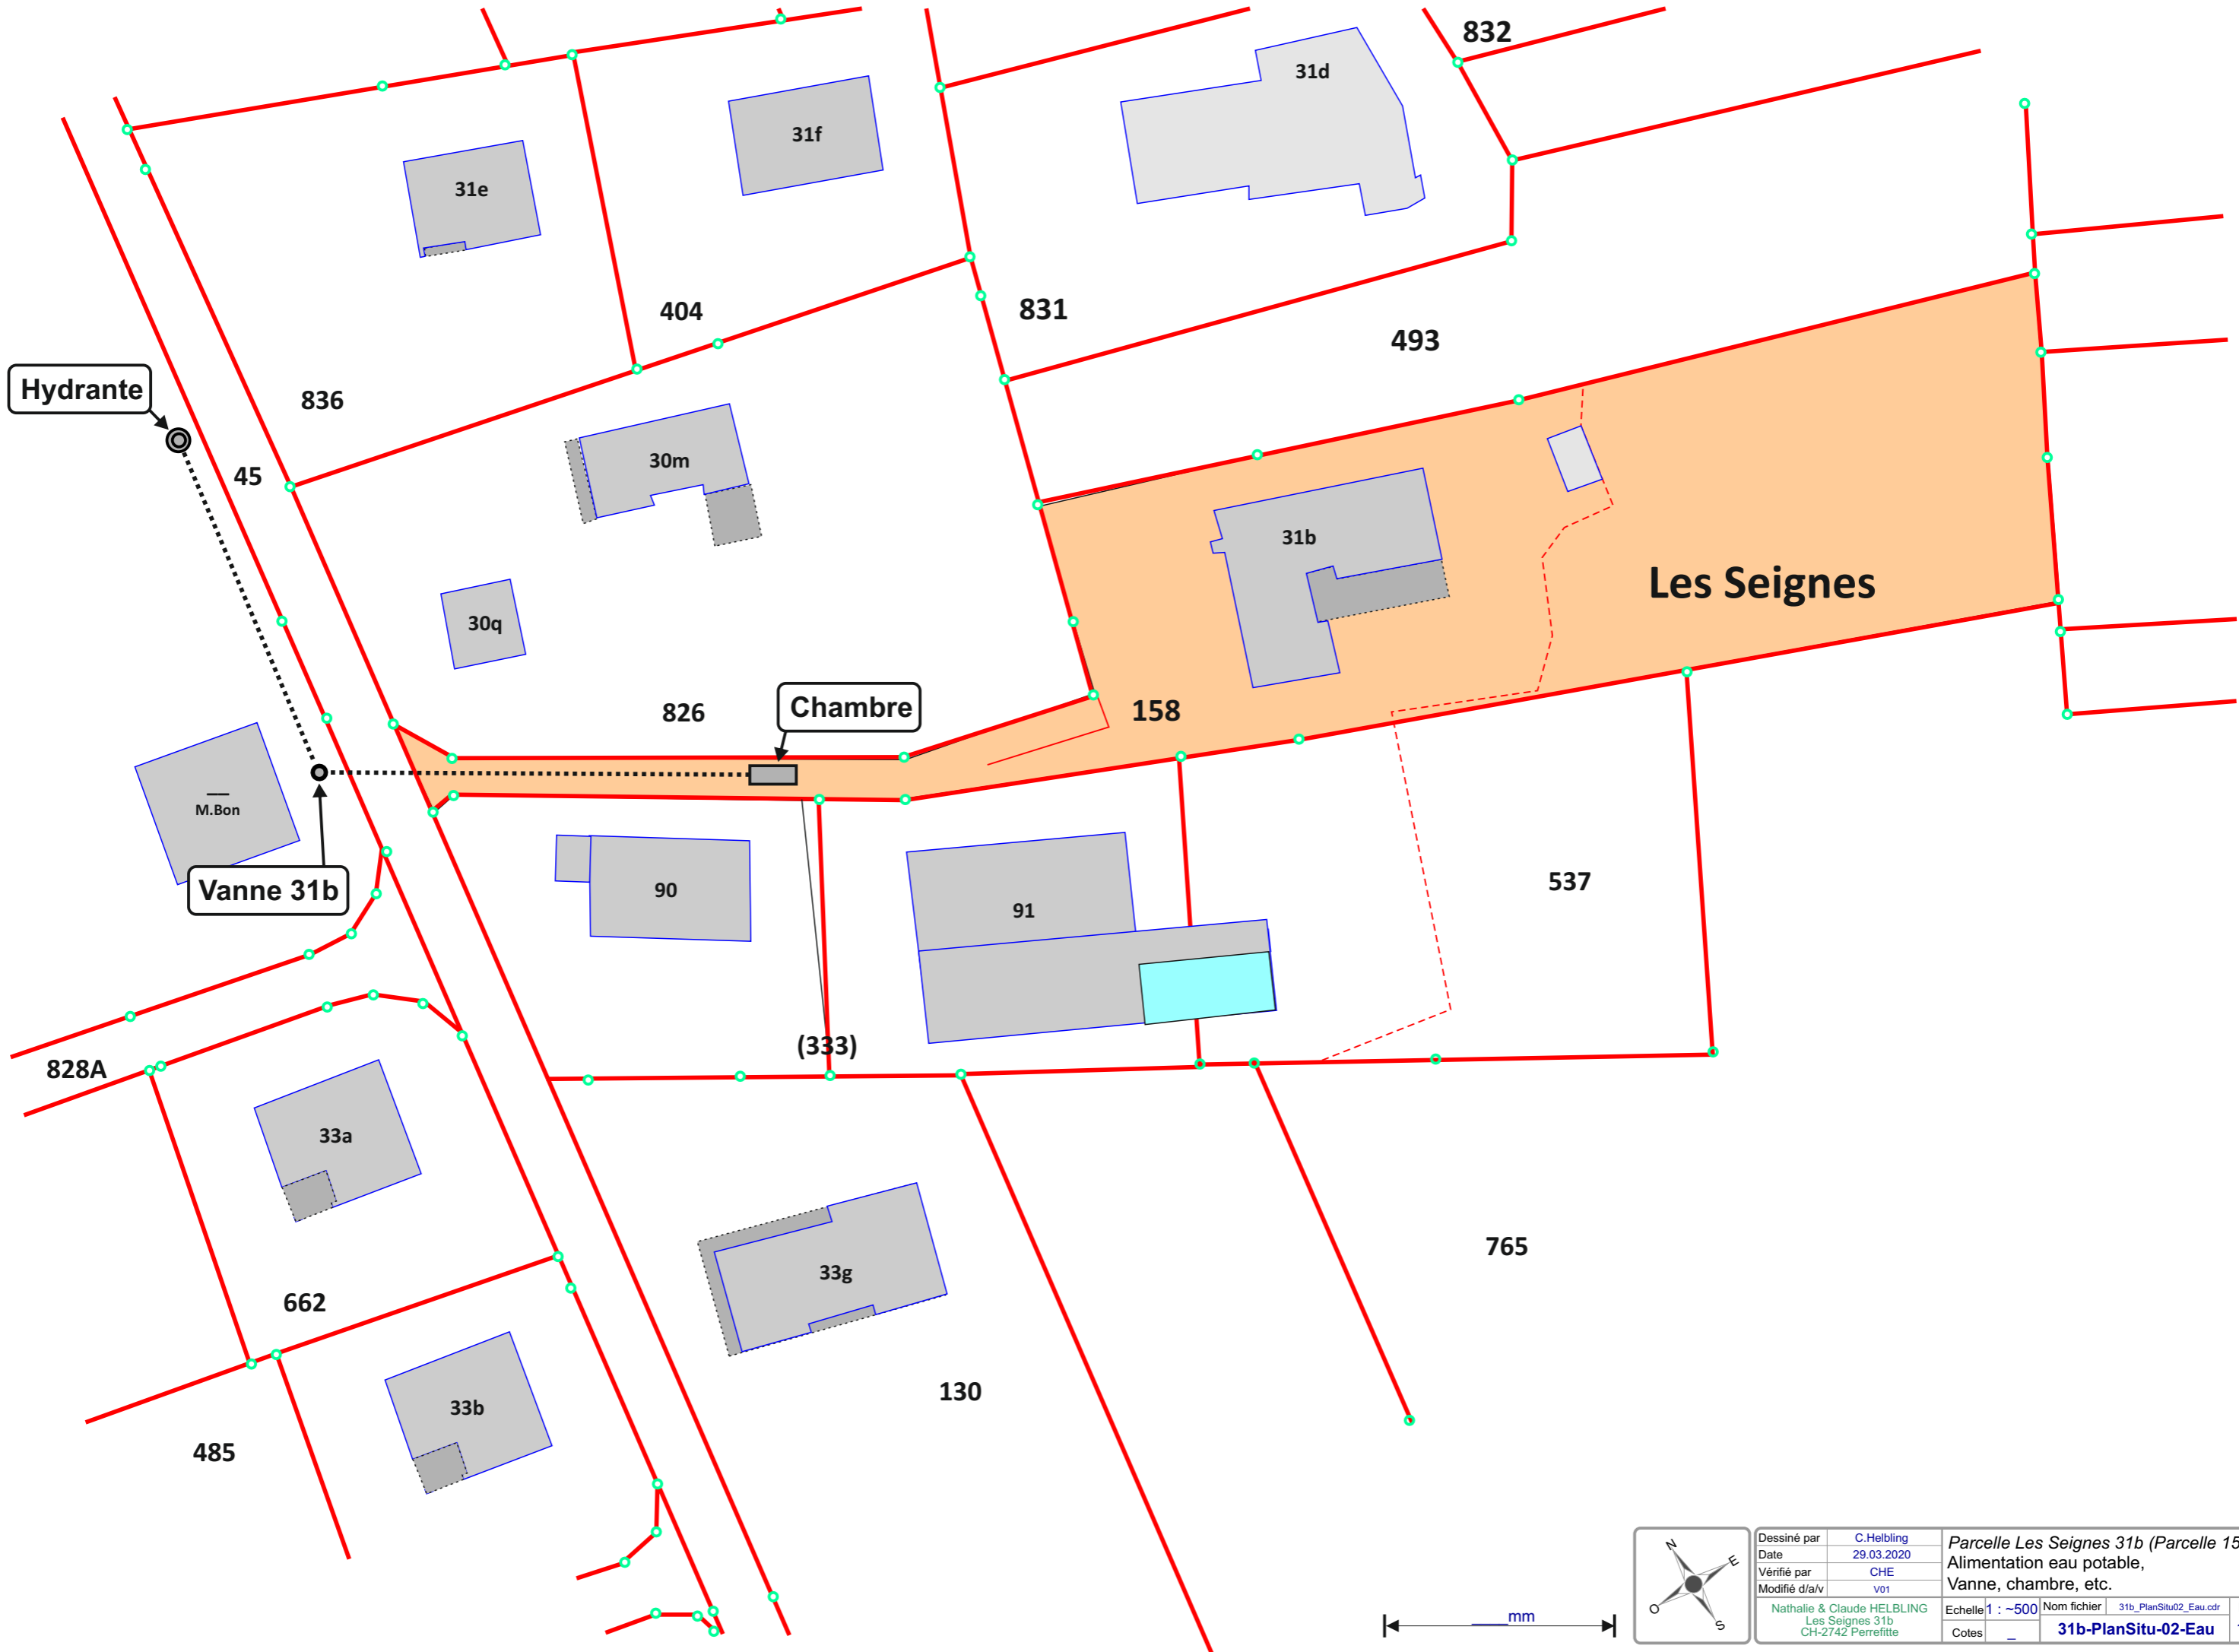 832
31d
31f
31e
404
831
493
Hydrante
836
45
30m
31b
Les Seignes
30q
826
Chambre
158
M.Bon
Vanne 31b
90
91
537
(333)
828A
33a
765
33g
662
130
33b
485
mm
N
E
O
S
Dessiné par C.Helbling
Date 29.03.2020
Vérifié par CHE
Modifié d/a/v V01
Nathalie & Claude HELBLING
Les Seignes 31b
CH-2742 Perrefitte
Parcelle Les Seignes 31b (Parcelle 15
Alimentation eau potable,
Vanne, chambre, etc.
Echelle 1 : ~500 Nom fichier 31b_PlanSitu02_Eau.cdr
Cotes _ 31b-PlanSitu-02-Eau